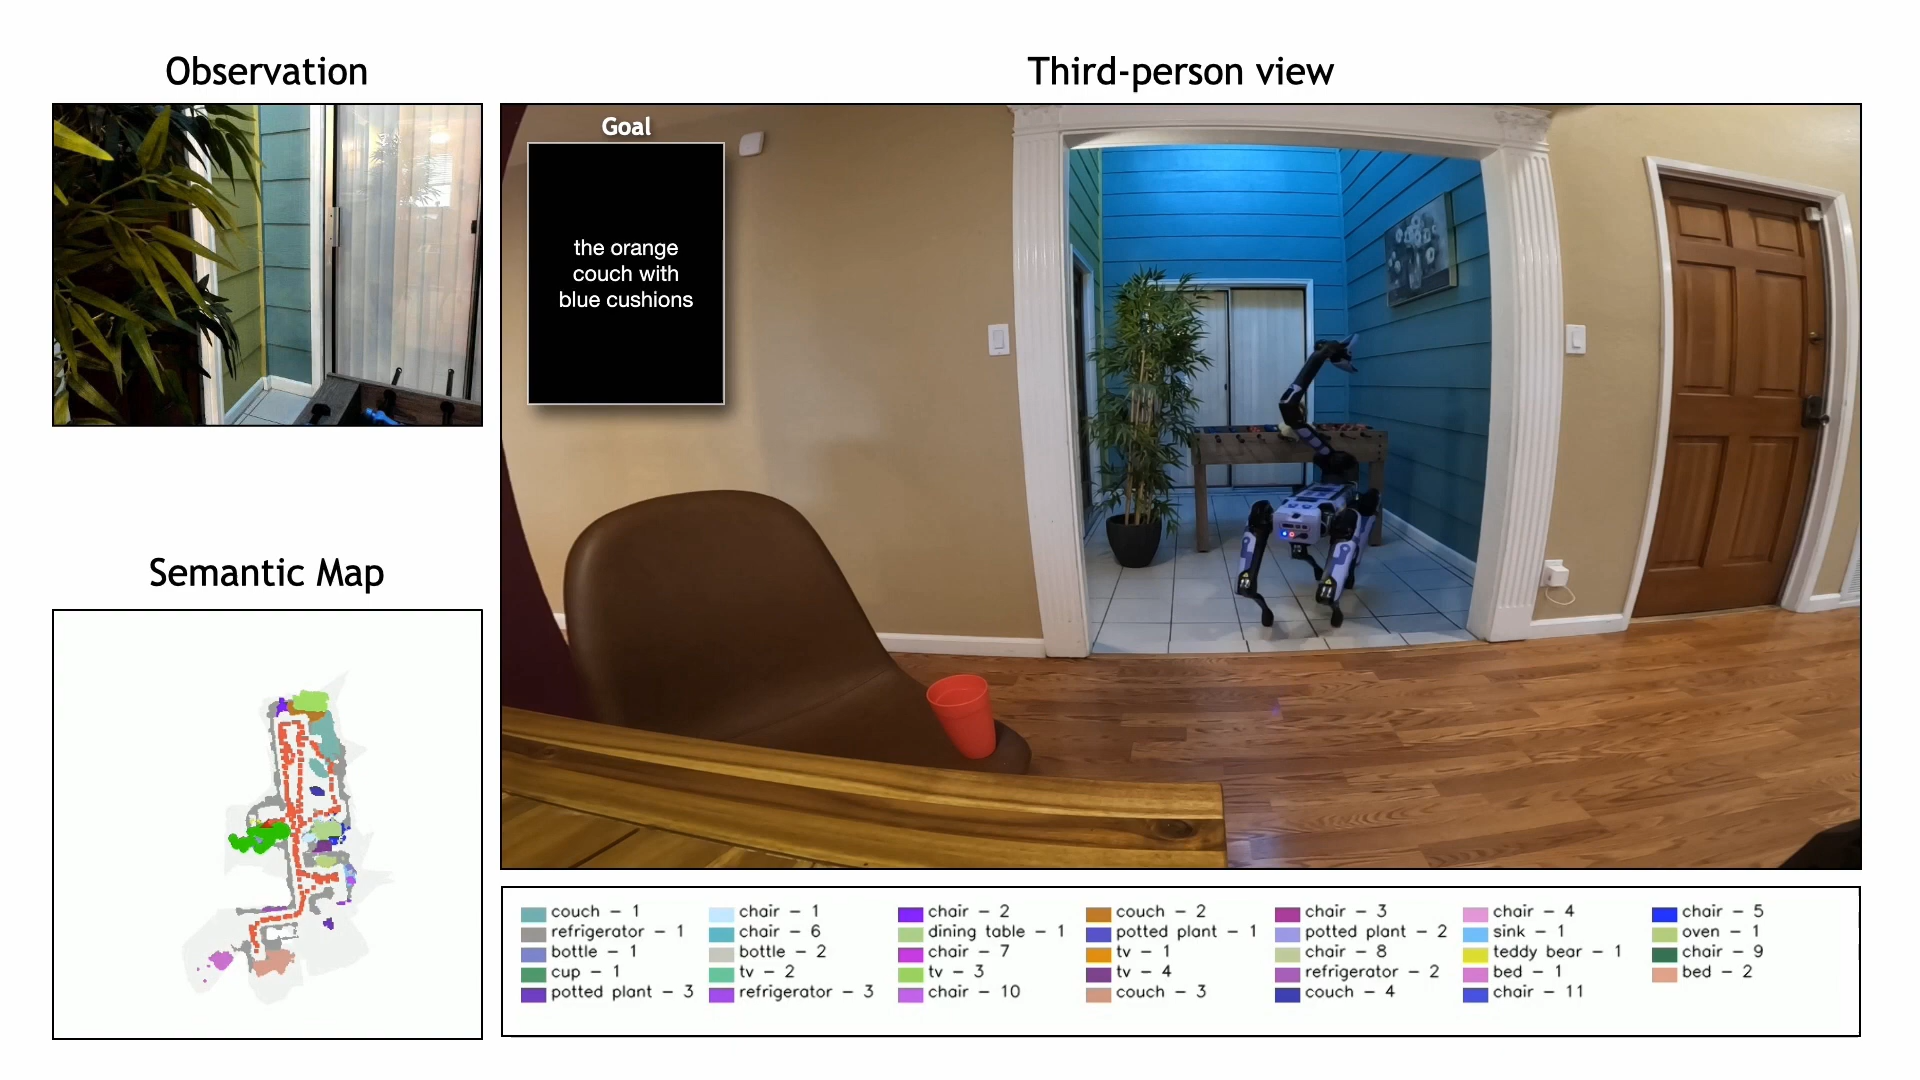 Observation
Third-person view
Goal
the orange
couch with
blue cushions
Semantic Map
couch – 1
chair – 1
chair – 2
couch – 2
chair – 3
chair – 4
chair – 5
refrigerator – 1
chair – 6
dining table – 1
potted plant – 1
potted plant – 2
sink – 1
oven – 1
bottle – 1
bottle – 2
chair – 7
tv – 1
chair – 8
teddy bear – 1
chair – 9
cup – 1
tv – 2
tv – 3
tv – 4
refrigerator – 2
bed – 1
bed – 2
potted plant – 3
refrigerator – 3
chair – 10
couch – 3
couch – 4
chair – 11